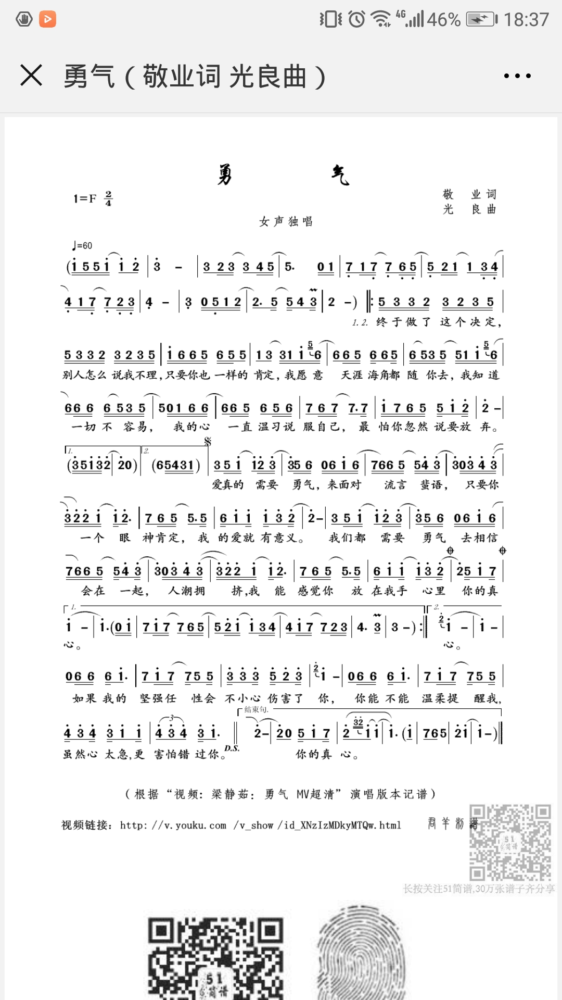 4G 46% 18:37
勇气（敬业词 光良曲）
勇 气
1=F 2/4
敬 业 词
光 良 曲
女声独唱
♩=60
(1 5 5 1 1 2 | 3 - | 3 2 3 3 4 5 | 5. 0 1 | 7 1 7 7 6 5 | 5 2 1 1 3 4 |
4 1 7 7 2 3 | 4 - | 3 0 5 1 2 | 2. 5 5 4 3 | 2 -) ‖: 5 3 3 2 3 2 3 5 |
1. 2. 终于做了 这个决定,
5 3 3 2 3 2 3 5 | 1 6 6 5 6 5 5 | 1 3 3 1 1 5 6 | 6 6 5 6 6 5 | 6 5 3 5 5 1 1 5 6 |
别人怎么 说我不理,只要你也 一样的 肯定,我愿 意 天涯 海角都 随 你去,我知 道
6 6 6 6 5 3 5 | 5 0 1 6 6 | 6 6 5 6 5 6 | 7 6 7 7. 7 | 1 7 6 5 5 1 2 | 2 - |
一切 不 容易, 我的心 一直 温习说 服自己, 最 怕你忽然 说要放 弃。
1. 2. 𝄋
(3 5 1 3 2 | 2 0) | (6 5 4 3 1) | 3 5 1 1 2 3 | 3 5 6 0 6 1 6 | 7 6 6 5 5 4 3 | 3 0 3 4 3 |
爱真的 需要 勇气, 来面对 流言 蜚语, 只要你
3 2 2 1 1 2. | 7 6 5 5. 5 | 6 1 1 1 3 2 | 2 - | 3 5 1 1 2 3 | 3 5 6 0 6 1 6 |
一个 眼 神肯定, 我 的爱就 有意义。 我们都 需要 勇气 去相信
7 6 6 5 5 4 3 | 3 0 3 4 3 | 3 2 2 1 1 2. | 7 6 5 5. 5 | 6 1 1 1 3 2 | 2 5 1 7 |
会在 一起, 人潮拥 挤,我 能 感觉你 放 在我手 心里 你的真
1. 2.
1 - | 1. (0 1 | 7 1 7 7 6 5 | 5 2 1 1 3 4 | 4 1 7 7 2 3 | 4. 3 | 3 -) :‖ 2 1 - | 1 - |
心。 心。
0 6 6 6 1. | 7 1 7 7 5 5 | 3 3 3 5 2 3 | 2 1 - | 0 6 6 6 1. | 7 1 7 7 5 5 |
如果 我的 坚强任 性会 不小心 伤害了 你, 你能 不能 温柔提 醒我,
结束句.
4 3 4 3 1 1 | 4 3 4 3 1. ‖ 2 - | 2 0 5 1 7 | 2 3 2 1 1 | 1. (1 | 7 6 5 | 2 1 | 1 -) ‖
虽然心 太急,更 害怕错 过你。D.S. 你的真 心。
（根据“视频：梁静茹：勇气 MV超清”演唱版本记谱）
视频链接：http: //v.youku.com /v_show /id_XNzIzMDkyMTQw.html 君羊制谱
51
简谱
长按关注51简谱,30万张谱子齐分享
51
简谱